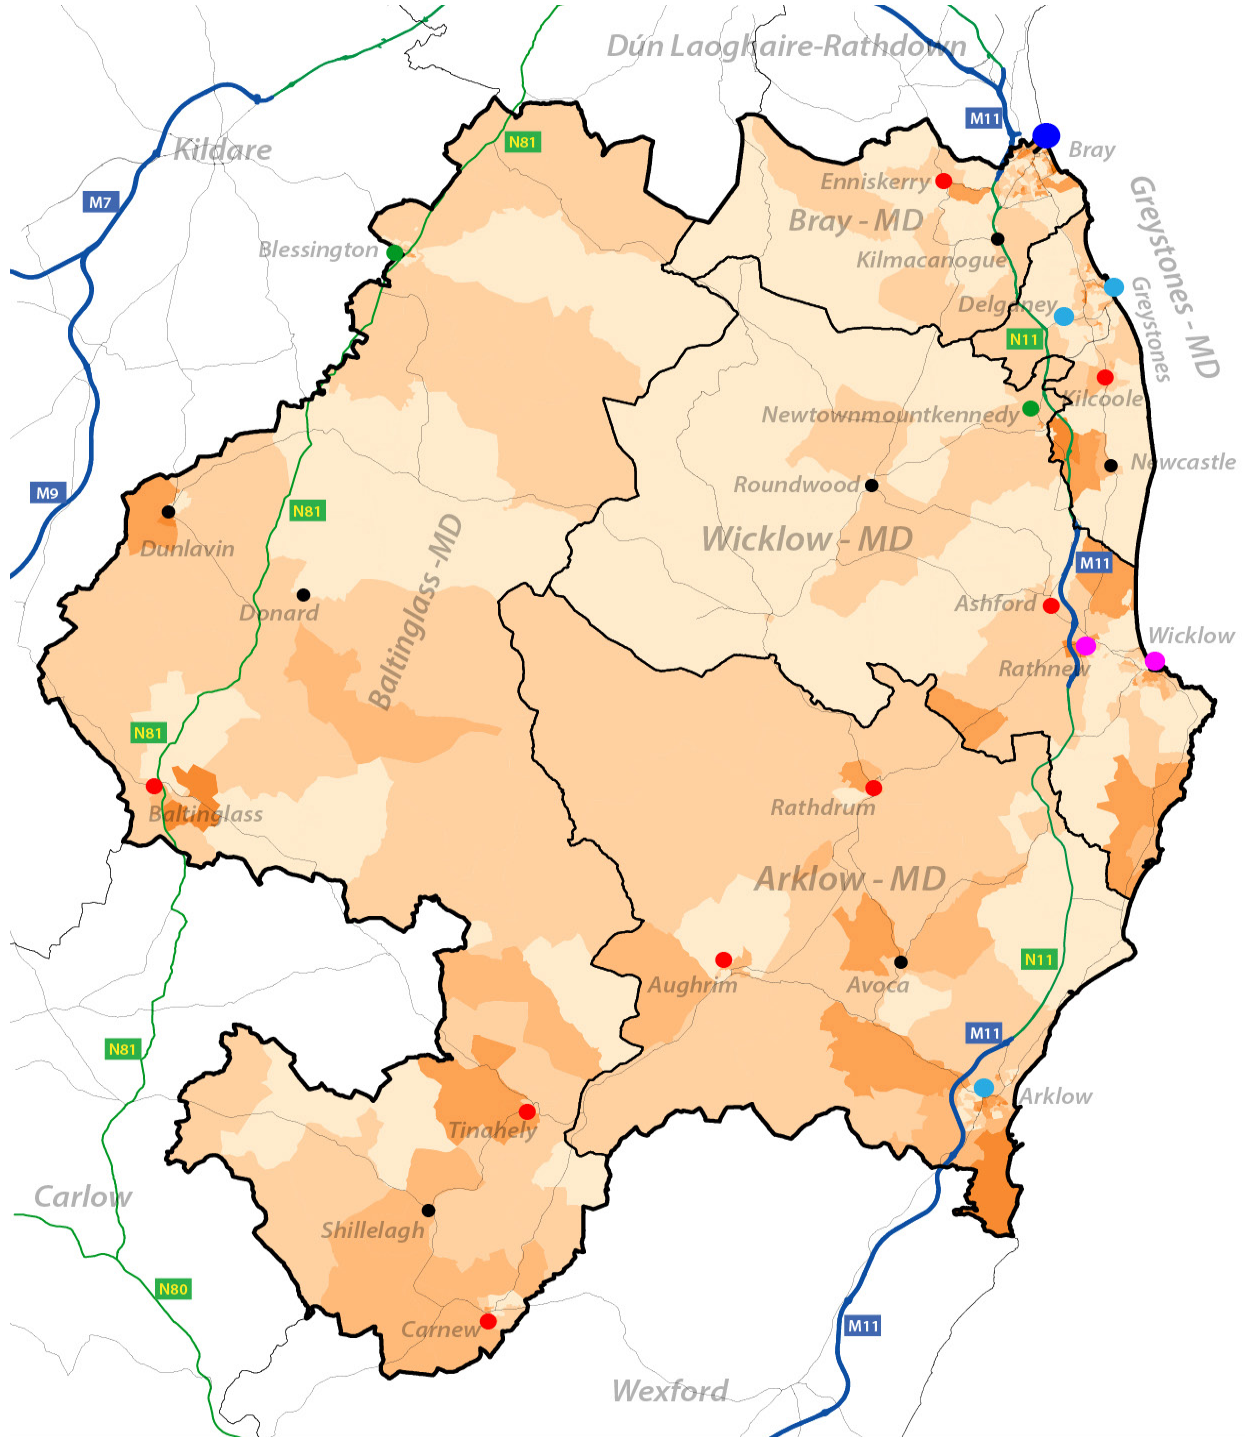 Dún Laoghaire-Rathdown
M11
N81
Kildare
Bray
Enniskerry
M7
Bray - MD
Greystones - MD
Blessington
Kilmacanogue
Greystones
Delganey
N11
Kilcoole
Newtownmountkennedy
Newcastle
Roundwood
M9
N81
Wicklow - MD
Dunlavin
M11
Baltinglass -MD
Donard
Ashford
Wicklow
Rathnew
N81
Baltinglass
Rathdrum
Arklow - MD
N11
Aughrim
Avoca
M11
N81
Arklow
Tinahely
Carlow
Shillelagh
N80
Carnew
M11
Wexford